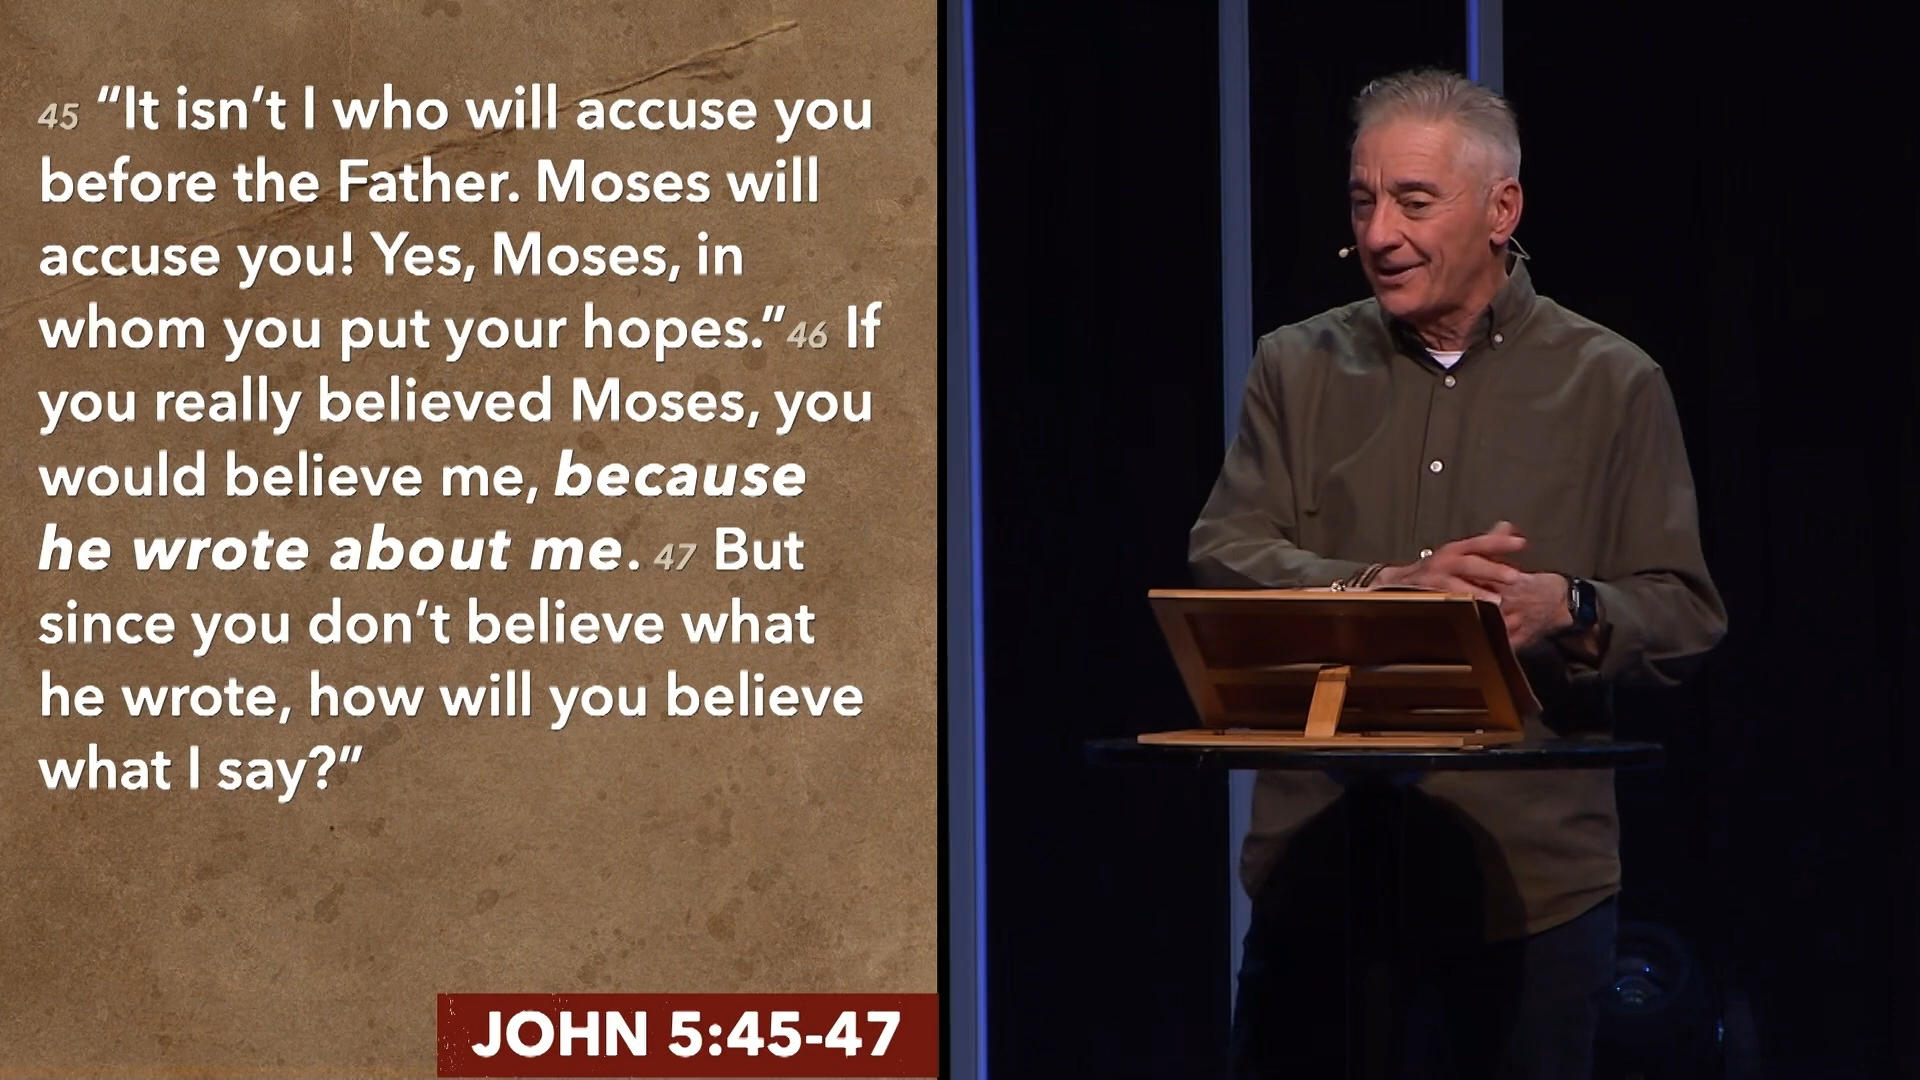 45 “It isn’t I who will accuse you
before the Father. Moses will
accuse you! Yes, Moses, in
whom you put your hopes.”46 If
you really believed Moses, you
would believe me, because
he wrote about me. 47 But
since you don’t believe what
he wrote, how will you believe
what I say?”
JOHN 5:45-47